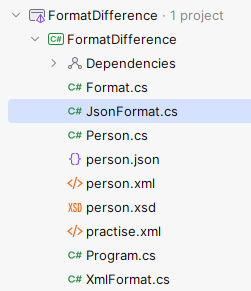 FormatDifference · 1 project
C# FormatDifference
Dependencies
C# Format.cs
C# JsonFormat.cs
C# Person.cs
{} person.json
</> person.xml
XSD person.xsd
</> practise.xml
C# Program.cs
C# XmlFormat.cs